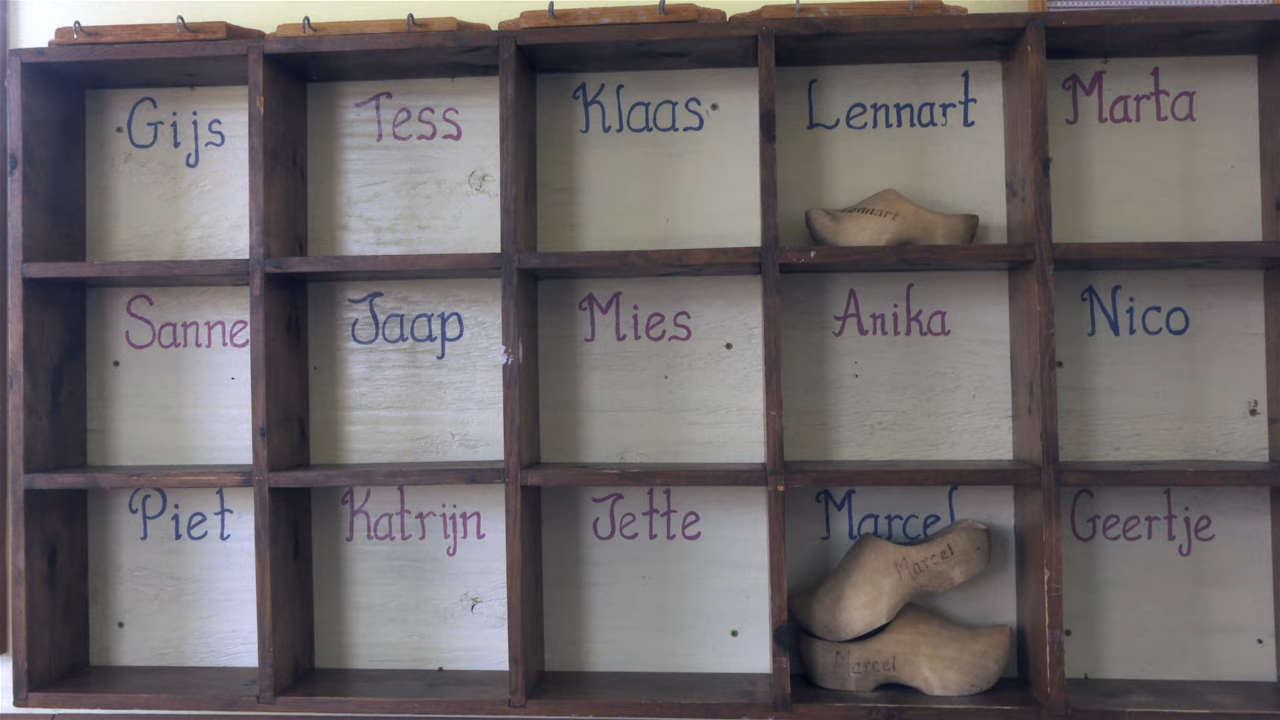 Gijs
Tess
Klaas
Lennart
Marta
Lennart
Sanne
Jaap
Mies
Anika
Nico
Piet
Katrijn
Jette
Marcel
Geertje
Marcel
Marcel